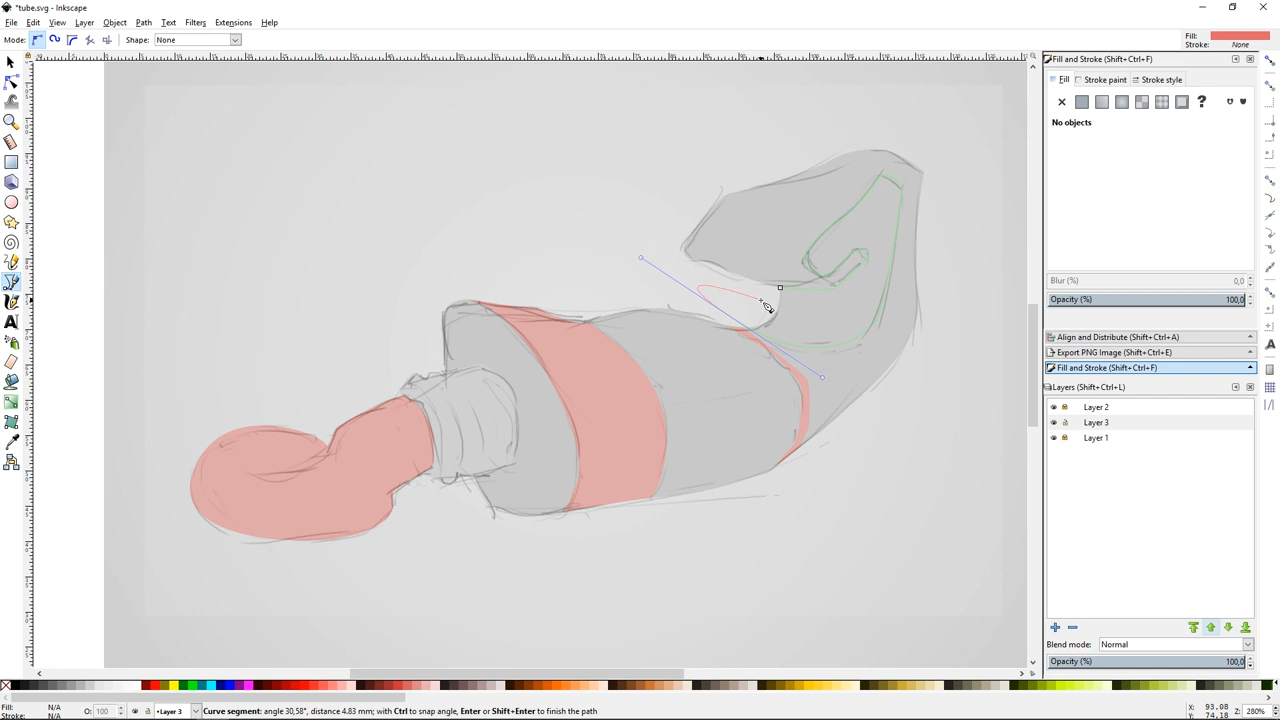 *tube.svg - Inkscape
File Edit View Layer Object Path Text Filters Extensions Help
Mode: Shape: None
Fill:
Stroke: None
Fill and Stroke (Shift+Ctrl+F)
Fill Stroke paint Stroke style
?
No objects
Blur (%) 0,0
Opacity (%) 100,0
Align and Distribute (Shift+Ctrl+A)
Export PNG Image (Shift+Ctrl+E)
Fill and Stroke (Shift+Ctrl+F)
Layers (Shift+Ctrl+L)
Layer 2
Layer 3
Layer 1
Blend mode: Normal
Opacity (%) 100,0
Fill: N/A
Stroke: N/A
O: 100
•Layer 3
Curve segment: angle 30,58°, distance 4.83 mm; with Ctrl to snap angle, Enter or Shift+Enter to finish the path
X: 93.08
Y: 74.18
Z: 280%